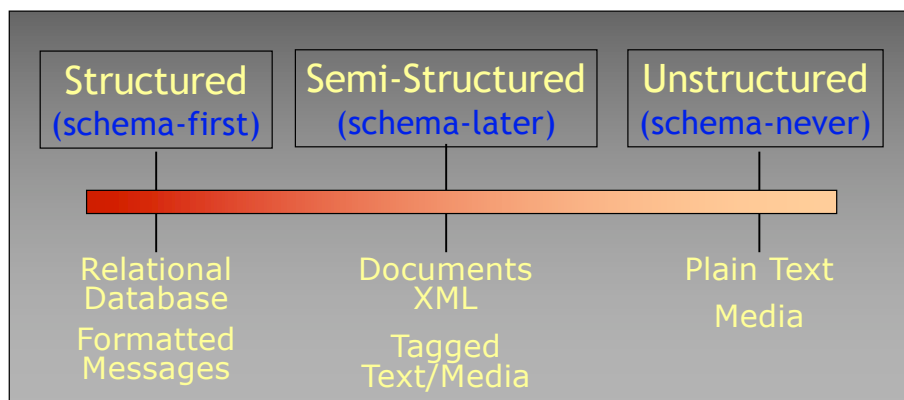 Structured
(schema-first)
Semi-Structured
(schema-later)
Unstructured
(schema-never)
Relational
Database
Formatted
Messages
Documents
XML
Tagged
Text/Media
Plain Text
Media